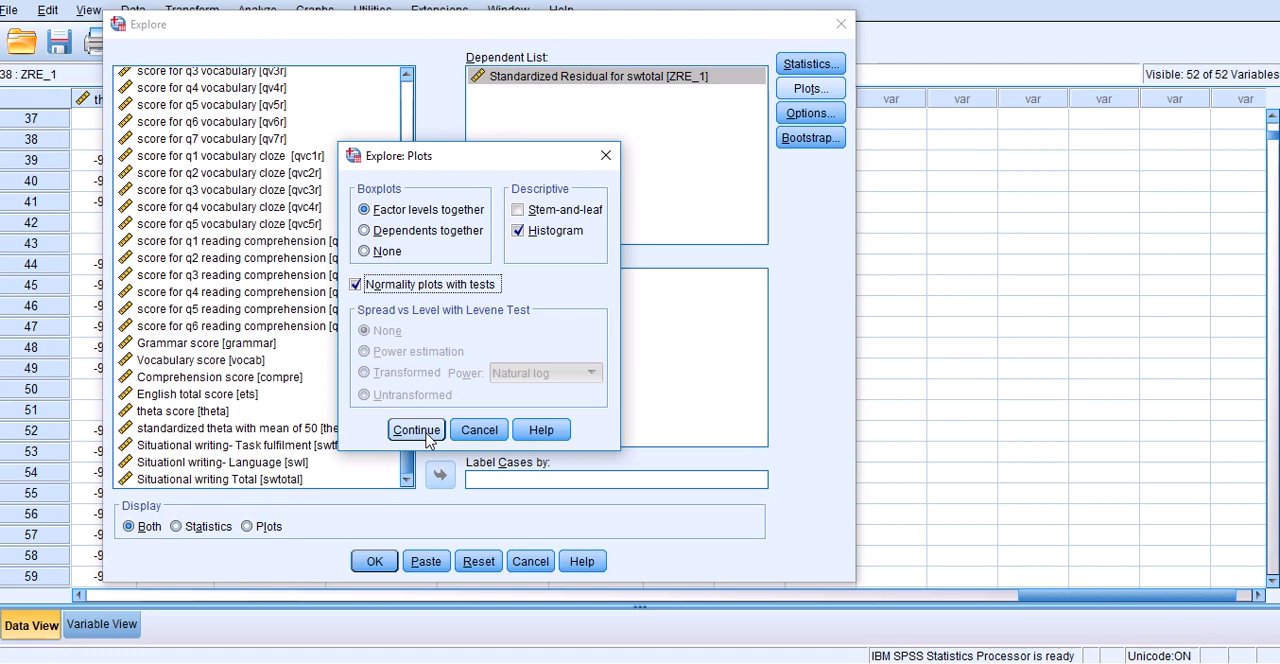 File Edit View Data Transform Analyze Graphs Utilities Extensions Window Help
Explore
38 : ZRE_1
Visible: 52 of 52 Variables
var var var var var var
37
38
39
40
41
42
43
44
45
46
47
48
49
50
51
52
53
54
55
56
57
58
59
score for q3 vocabulary [qv3r]
score for q4 vocabulary [qv4r]
score for q5 vocabulary [qv5r]
score for q6 vocabulary [qv6r]
score for q7 vocabulary [qv7r]
score for q1 vocabulary cloze [qvc1r]
score for q2 vocabulary cloze [qvc2r]
score for q3 vocabulary cloze [qvc3r]
score for q4 vocabulary cloze [qvc4r]
score for q5 vocabulary cloze [qvc5r]
score for q1 reading comprehension [q
score for q2 reading comprehension [q
score for q3 reading comprehension [q
score for q4 reading comprehension [q
score for q5 reading comprehension [q
score for q6 reading comprehension [q
Grammar score [grammar]
Vocabulary score [vocab]
Comprehension score [compre]
English total score [ets]
theta score [theta]
standardized theta with mean of 50 [the
Situational writing- Task fulfilment [swtf
Situationl writing- Language [swl]
Situational writing Total [swtotal]
Dependent List:
Standardized Residual for swtotal [ZRE_1]
Statistics...
Plots...
Options...
Bootstrap...
Explore: Plots
Boxplots
Factor levels together
Dependents together
None
Descriptive
Stem-and-leaf
Histogram
Normality plots with tests
Spread vs Level with Levene Test
None
Power estimation
Transformed Power: Natural log
Untransformed
Continue Cancel Help
Label Cases by:
Display
Both Statistics Plots
OK Paste Reset Cancel Help
Data View Variable View
IBM SPSS Statistics Processor is ready Unicode:ON